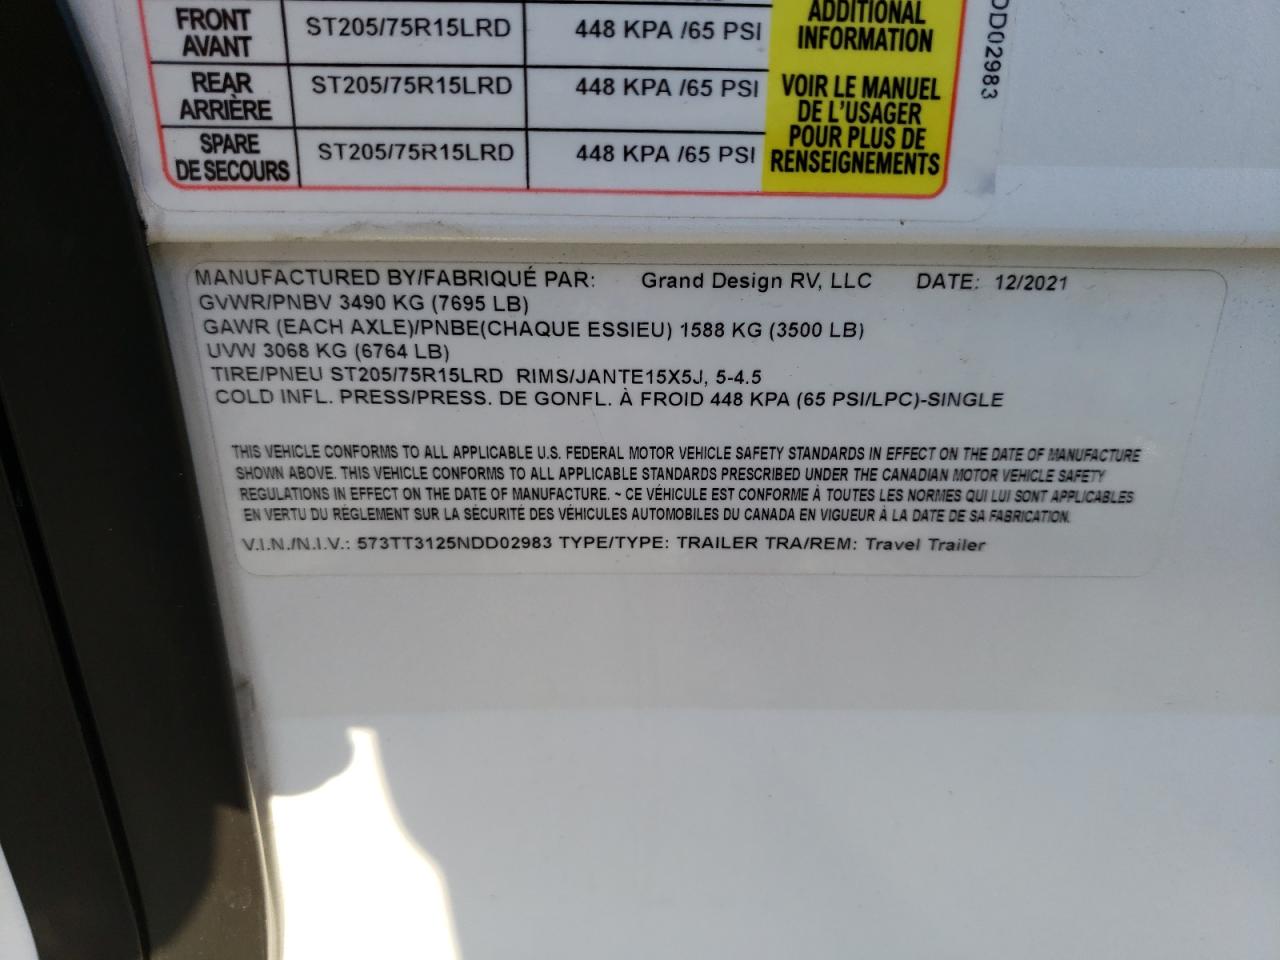 FRONT AVANT ST205/75R15LRD 448 KPA /65 PSI
REAR ARRIÈRE ST205/75R15LRD 448 KPA /65 PSI
SPARE DE SECOURS ST205/75R15LRD 448 KPA /65 PSI
ADDITIONAL
INFORMATION
VOIR LE MANUEL
DE L'USAGER
POUR PLUS DE
RENSEIGNEMENTS
DD02983
MANUFACTURED BY/FABRIQUÉ PAR: Grand Design RV, LLC DATE: 12/2021
GVWR/PNBV 3490 KG (7695 LB)
GAWR (EACH AXLE)/PNBE(CHAQUE ESSIEU) 1588 KG (3500 LB)
UVW 3068 KG (6764 LB)
TIRE/PNEU ST205/75R15LRD RIMS/JANTE15X5J, 5-4.5
COLD INFL. PRESS/PRESS. DE GONFL. À FROID 448 KPA (65 PSI/LPC)-SINGLE
THIS VEHICLE CONFORMS TO ALL APPLICABLE U.S. FEDERAL MOTOR VEHICLE SAFETY STANDARDS IN EFFECT ON THE DATE OF MANUFACTURE
SHOWN ABOVE. THIS VEHICLE CONFORMS TO ALL APPLICABLE STANDARDS PRESCRIBED UNDER THE CANADIAN MOTOR VEHICLE SAFETY
REGULATIONS IN EFFECT ON THE DATE OF MANUFACTURE. ~ CE VÉHICULE EST CONFORME À TOUTES LES NORMES QUI LUI SONT APPLICABLES
EN VERTU DU RÉGLEMENT SUR LA SÉCURITÉ DES VÉHICULES AUTOMOBILES DU CANADA EN VIGUEUR À LA DATE DE SA FABRICATION.
V.I.N./N.I.V.: 573TT3125NDD02983 TYPE/TYPE: TRAILER TRA/REM: Travel Trailer